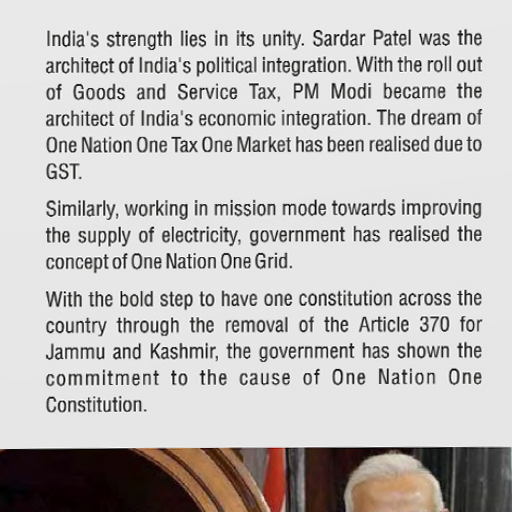 India's strength lies in its unity. Sardar Patel was the
architect of India's political integration. With the roll out
of Goods and Service Tax, PM Modi became the
architect of India's economic integration. The dream of
One Nation One Tax One Market has been realised due to
GST.
Similarly, working in mission mode towards improving
the supply of electricity, government has realised the
concept of One Nation One Grid.
With the bold step to have one constitution across the
country through the removal of the Article 370 for
Jammu and Kashmir, the government has shown the
commitment to the cause of One Nation One
Constitution.